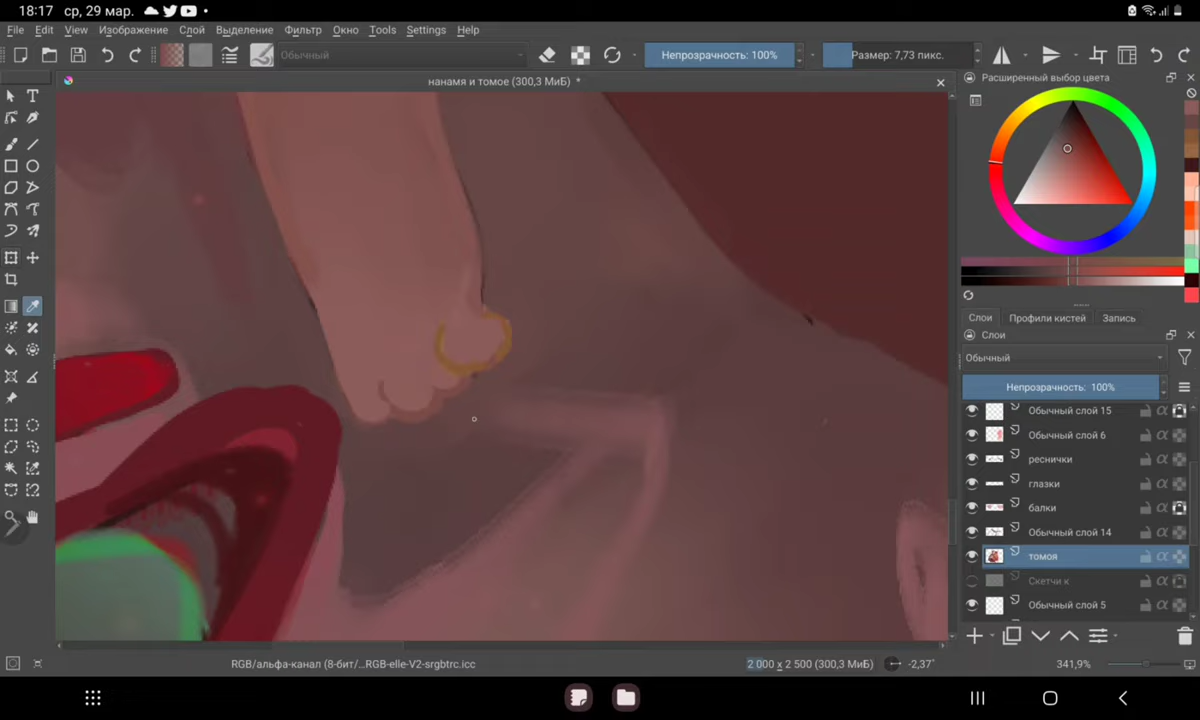 18:17 ср, 29 мар.
File Edit View Изображение Слой Выделение Фильтр Окно Tools Settings Help
Обычный Непрозрачность: 100% Размер: 7,73 пикс.
нанамя и томое (300,3 МиБ) *
Расширенный выбор цвета
Слои Профили кистей Запись
Слои
Обычный
Непрозрачность: 100%
Обычный слой 15
Обычный слой 6
реснички
глазки
балки
Обычный слой 14
томоя
Скетчи к
Обычный слой 5
RGB/альфа-канал (8-бит/...RGB-elle-V2-srgbtrc.icc 2 000 x 2 500 (300,3 МиБ) -2,37° 341,9%